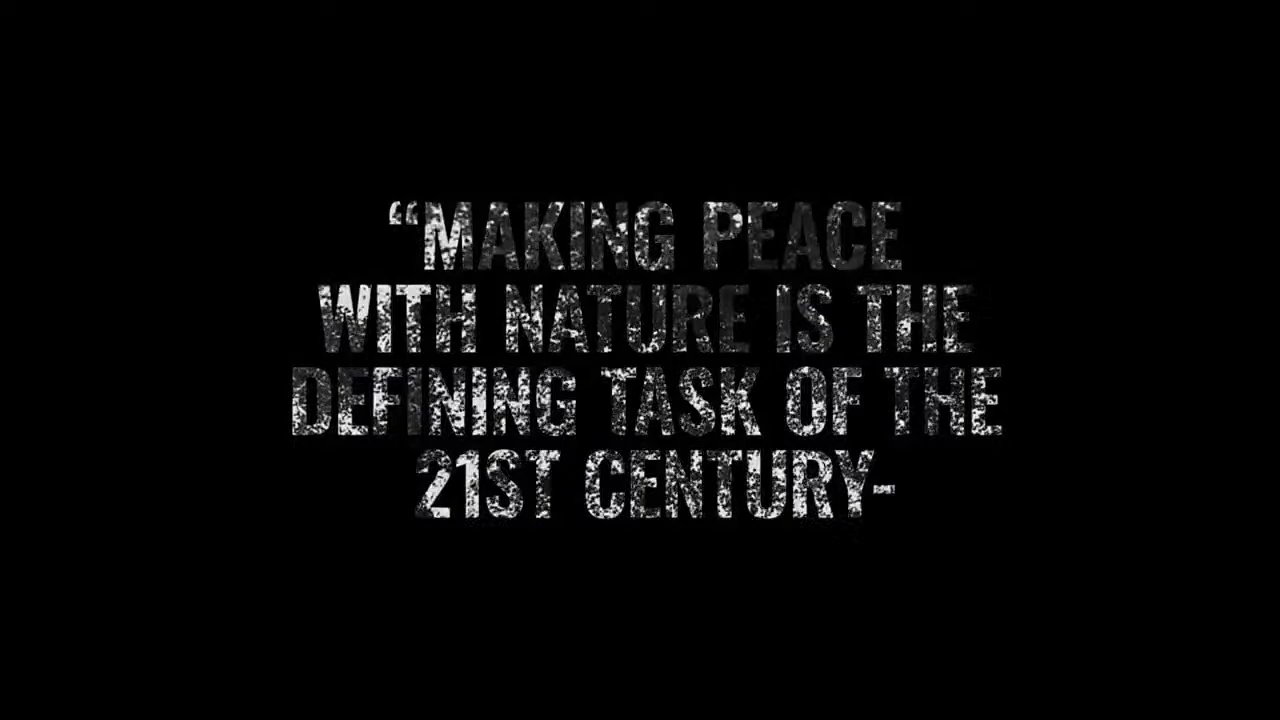 “MAKING PEACE
WITH NATURE IS THE
DEFINING TASK OF THE
21ST CENTURY-